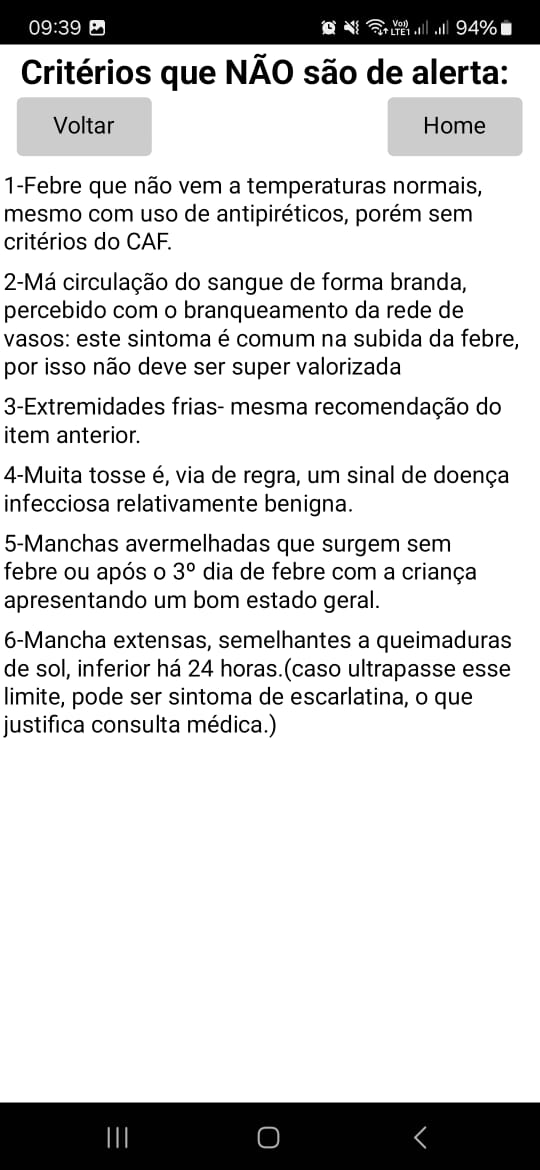 09:39
Vo)) LTE1 94%
Critérios que NÃO são de alerta:
Voltar
Home
1-Febre que não vem a temperaturas normais,
mesmo com uso de antipiréticos, porém sem
critérios do CAF.
2-Má circulação do sangue de forma branda,
percebido com o branqueamento da rede de
vasos: este sintoma é comum na subida da febre,
por isso não deve ser super valorizada
3-Extremidades frias- mesma recomendação do
item anterior.
4-Muita tosse é, via de regra, um sinal de doença
infecciosa relativamente benigna.
5-Manchas avermelhadas que surgem sem
febre ou após o 3º dia de febre com a criança
apresentando um bom estado geral.
6-Mancha extensas, semelhantes a queimaduras
de sol, inferior há 24 horas.(caso ultrapasse esse
limite, pode ser sintoma de escarlatina, o que
justifica consulta médica.)